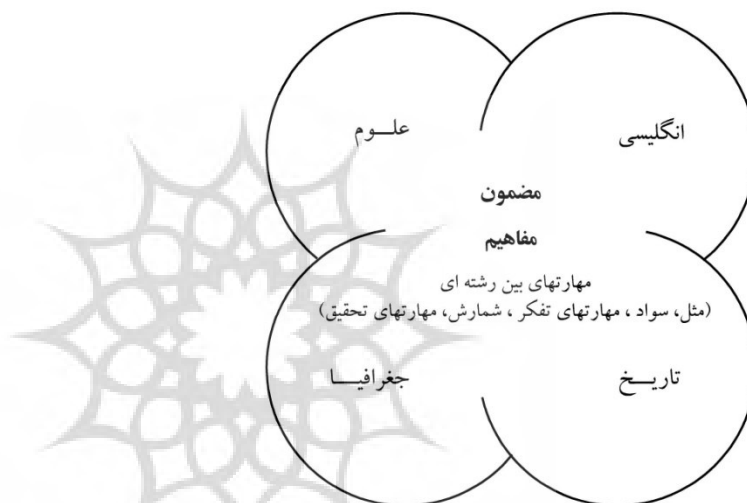 انگلیسی
علـــوم
مضمون
مفاهیم
مهارتهای بین رشته ای
(مثل، سواد ، مهارتهای تفکر ، شمارش، مهارتهای تحقیق)
تاریـــخ
جغرافیـــا